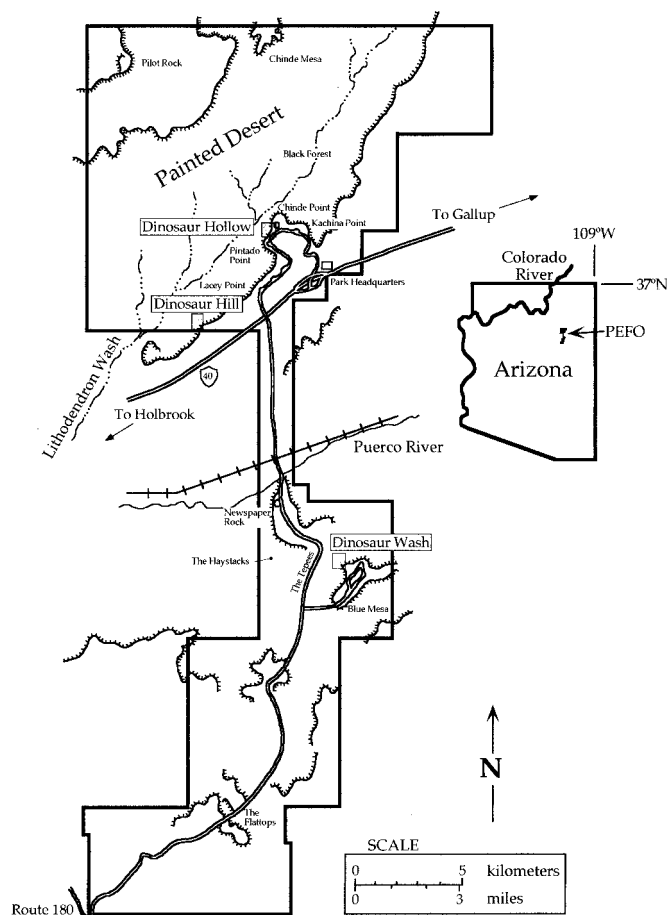 Pilot Rock
Chinde Mesa
Painted Desert
Black Forest
Chinde Point
Dinosaur Hollow
Kachina Point
To Gallup
109°W
Pintado
Point
Colorado
River
37°N
Park Headquarters
Lacey Point
Dinosaur Hill
PEFO
Arizona
Lithodendron Wash
40
To Holbrook
Puerco River
Newspaper
Rock
Dinosaur Wash
The Haystacks
The Tepees
Blue Mesa
N
The
Flattops
SCALE
0 5 kilometers
0 3 miles
Route 180